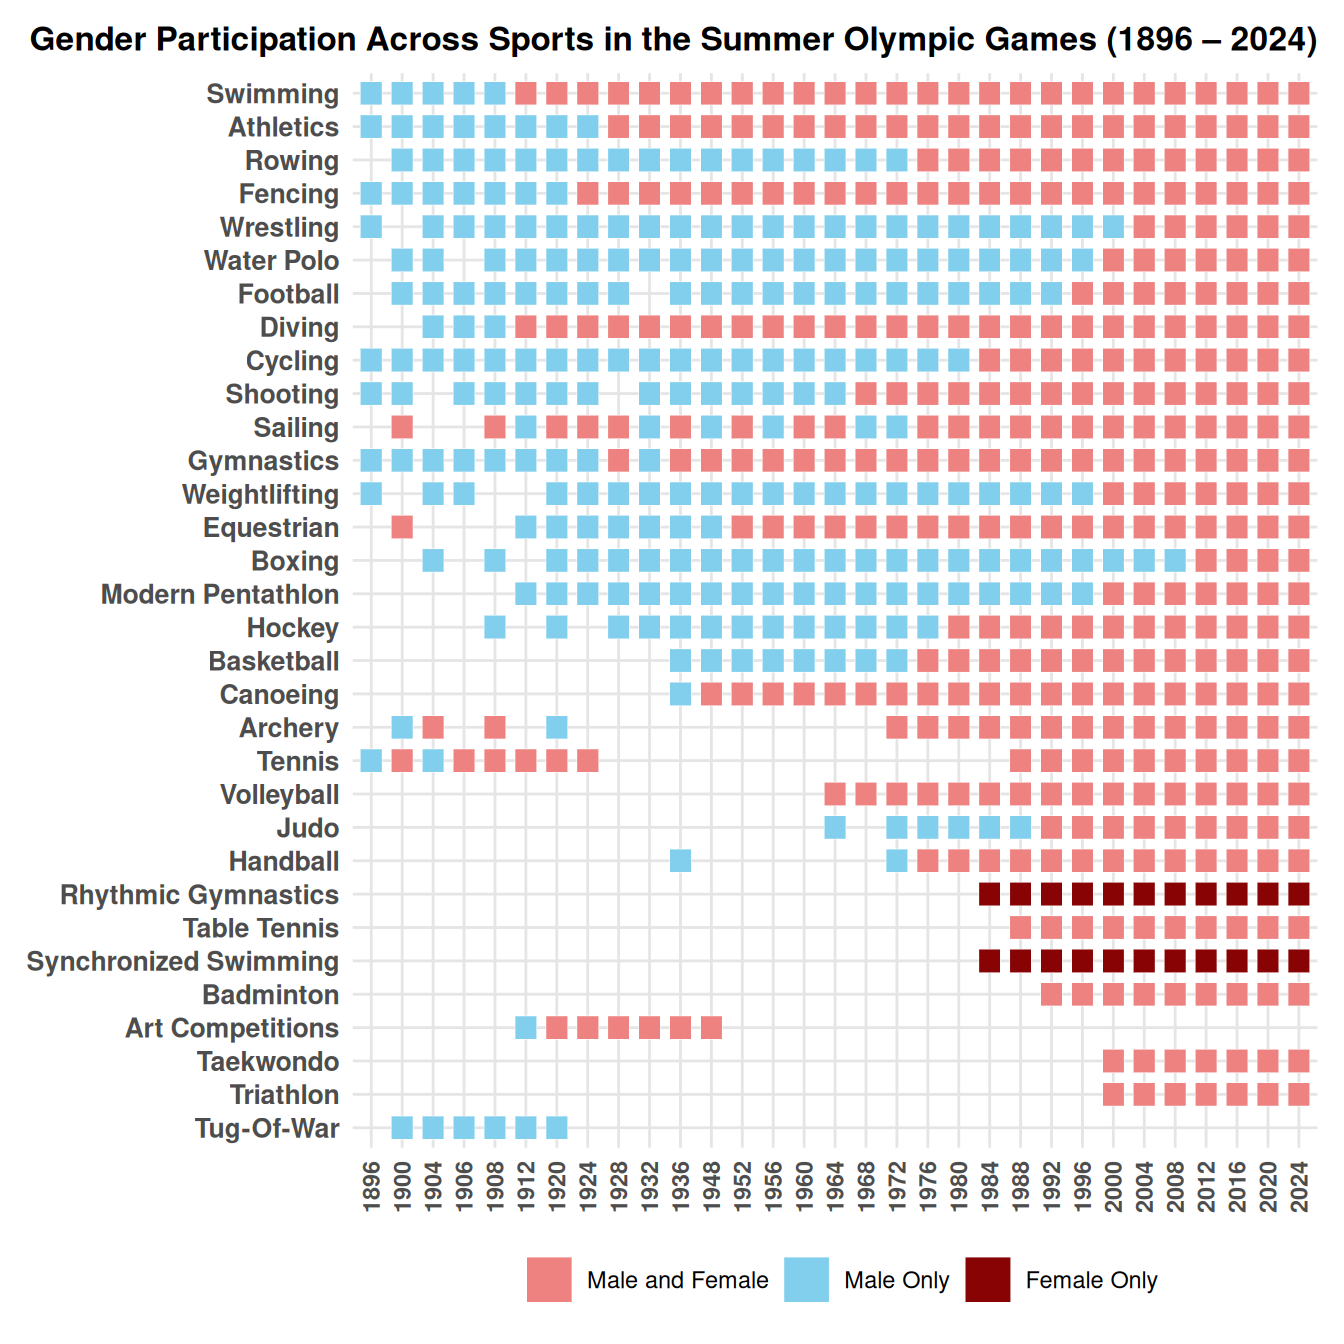 Gender Participation Across Sports in the Summer Olympic Games (1896 – 2024)
Swimming
Athletics
Rowing
Fencing
Wrestling
Water Polo
Football
Diving
Cycling
Shooting
Sailing
Gymnastics
Weightlifting
Equestrian
Boxing
Modern Pentathlon
Hockey
Basketball
Canoeing
Archery
Tennis
Volleyball
Judo
Handball
Rhythmic Gymnastics
Table Tennis
Synchronized Swimming
Badminton
Art Competitions
Taekwondo
Triathlon
Tug-Of-War
1896
1900
1904
1906
1908
1912
1920
1924
1928
1932
1936
1948
1952
1956
1960
1964
1968
1972
1976
1980
1984
1988
1992
1996
2000
2004
2008
2012
2016
2020
2024
Male and Female
Male Only
Female Only